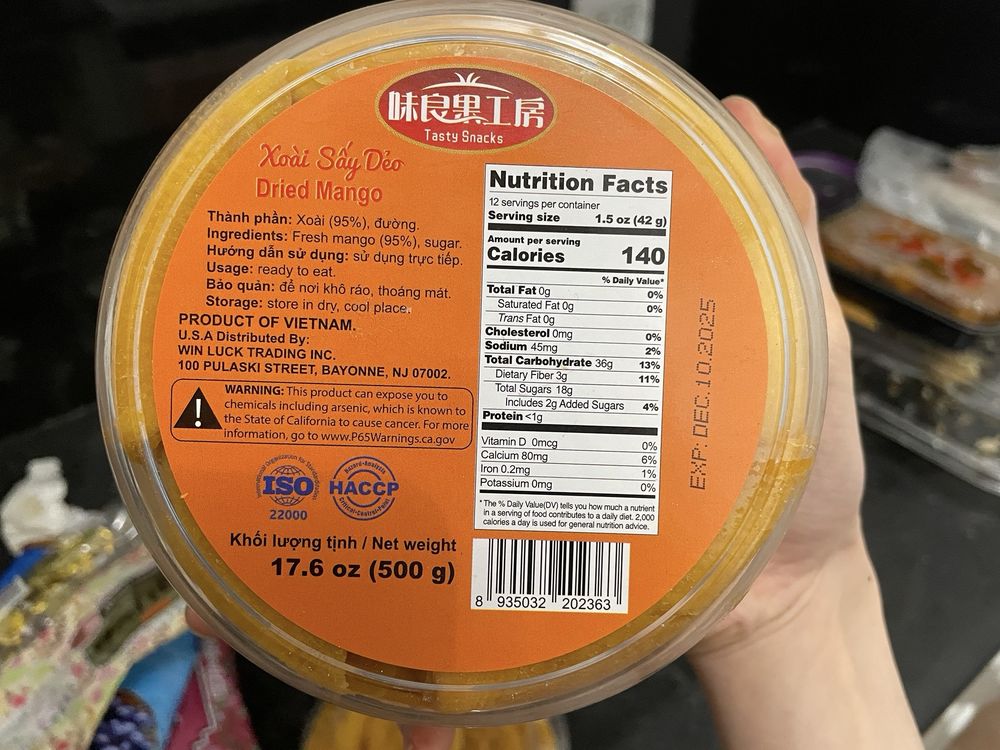 味良果工房
Tasty Snacks
Xoài Sấy Dẻo
Dried Mango
Thành phần: Xoài (95%), đường.
Ingredients: Fresh mango (95%), sugar.
Hướng dẫn sử dụng: sử dụng trực tiếp.
Usage: ready to eat.
Bảo quản: để nơi khô ráo, thoáng mát.
Storage: store in dry, cool place.
PRODUCT OF VIETNAM.
U.S.A Distributed By:
WIN LUCK TRADING INC.
100 PULASKI STREET, BAYONNE, NJ 07002.
WARNING: This product can expose you to
chemicals including arsenic, which is known to
the State of California to cause cancer. For more
information, go to www.P65Warnings.ca.gov
International Organization for Standardization
ISO
22000
Hazard-Analysis
HACCP
Critical-Control-Point
Khối lượng tịnh / Net weight
17.6 oz (500 g)
Nutrition Facts
12 servings per container
Serving size 1.5 oz (42 g)
Amount per serving
Calories 140
% Daily Value*
Total Fat 0g 0%
Saturated Fat 0g 0%
Trans Fat 0g
Cholesterol 0mg 0%
Sodium 45mg 2%
Total Carbohydrate 36g 13%
Dietary Fiber 3g 11%
Total Sugars 18g
Includes 2g Added Sugars 4%
Protein <1g
Vitamin D 0mcg 0%
Calcium 80mg 6%
Iron 0.2mg 1%
Potassium 0mg 0%
* The % Daily Value(DV) tells you how much a nutrient
in a serving of food contributes to a daily diet. 2,000
calories a day is used for general nutrition advice.
8 935032 202363
EXP: DEC.10.2025